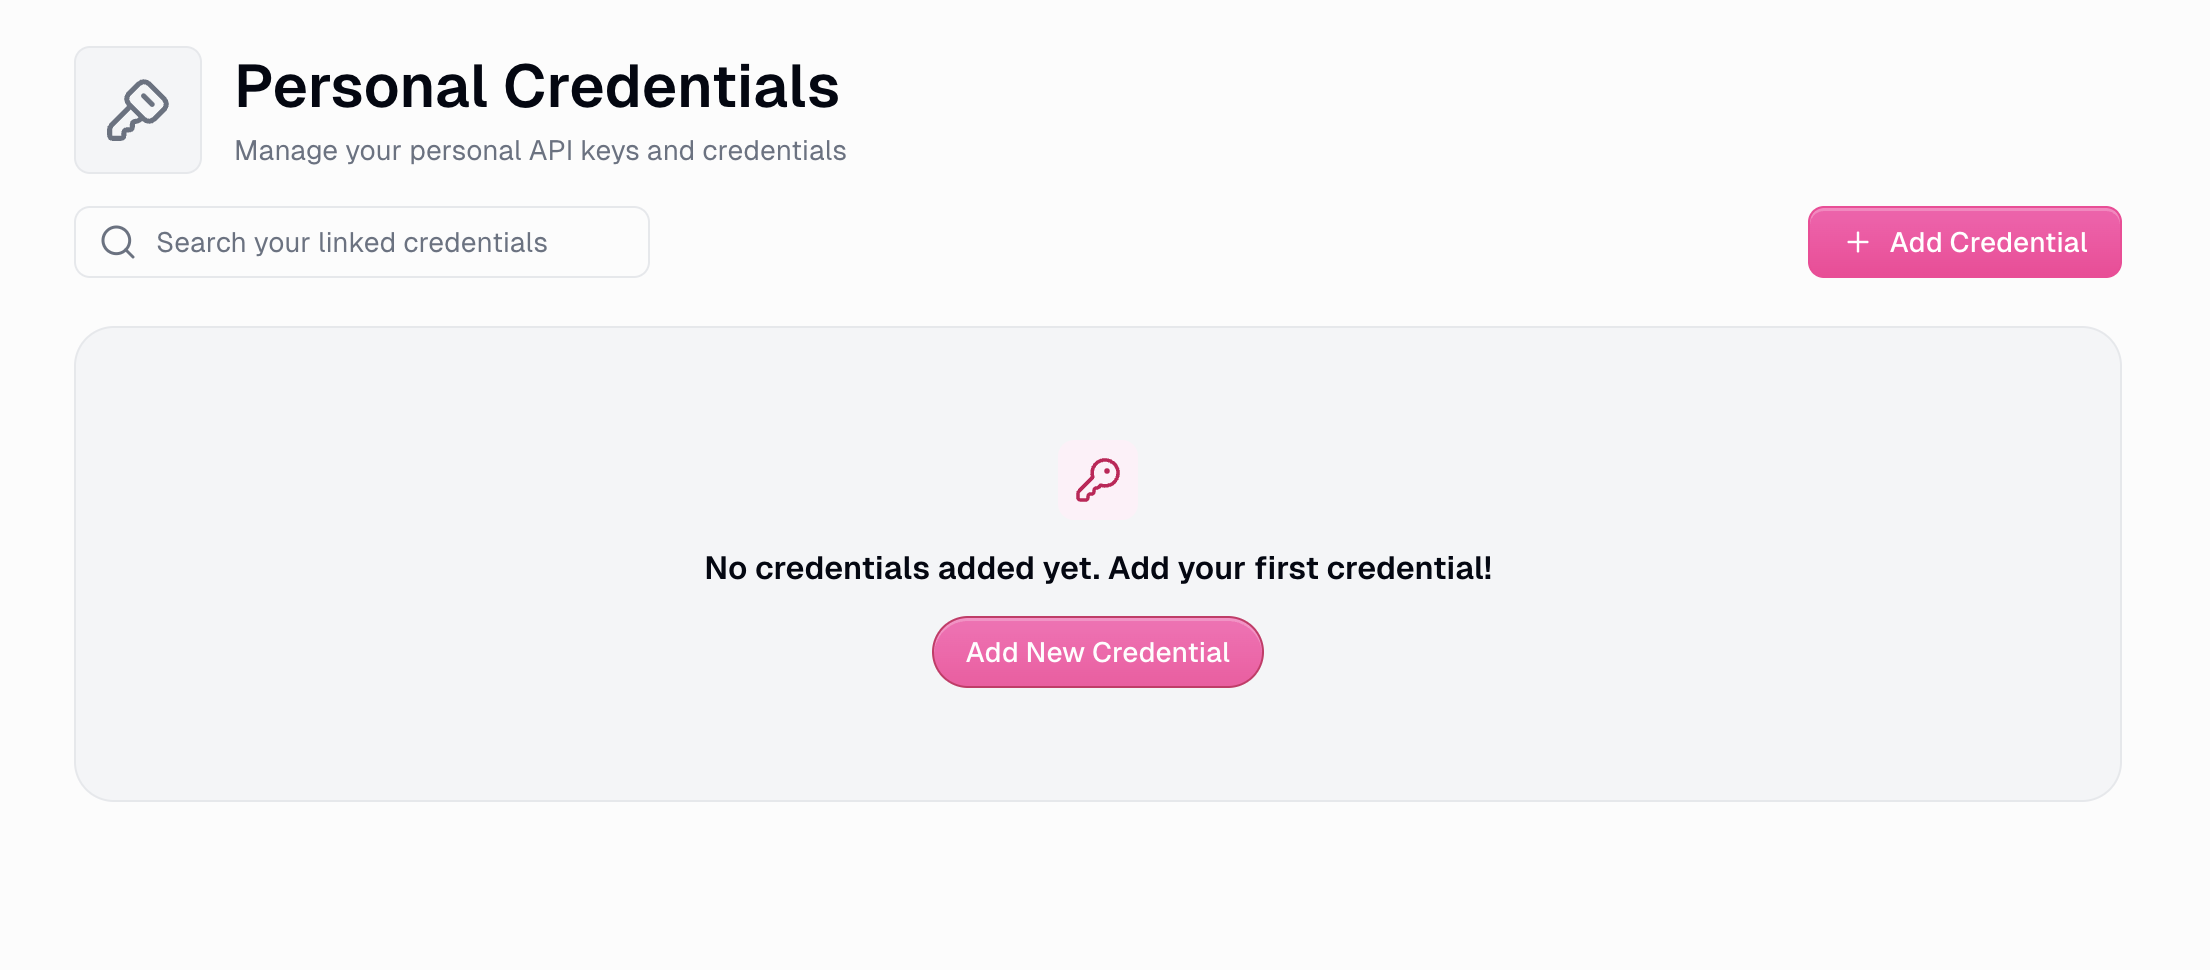 Personal Credentials
Manage your personal API keys and credentials
Search your linked credentials
Add Credential
No credentials added yet. Add your first credential!
Add New Credential